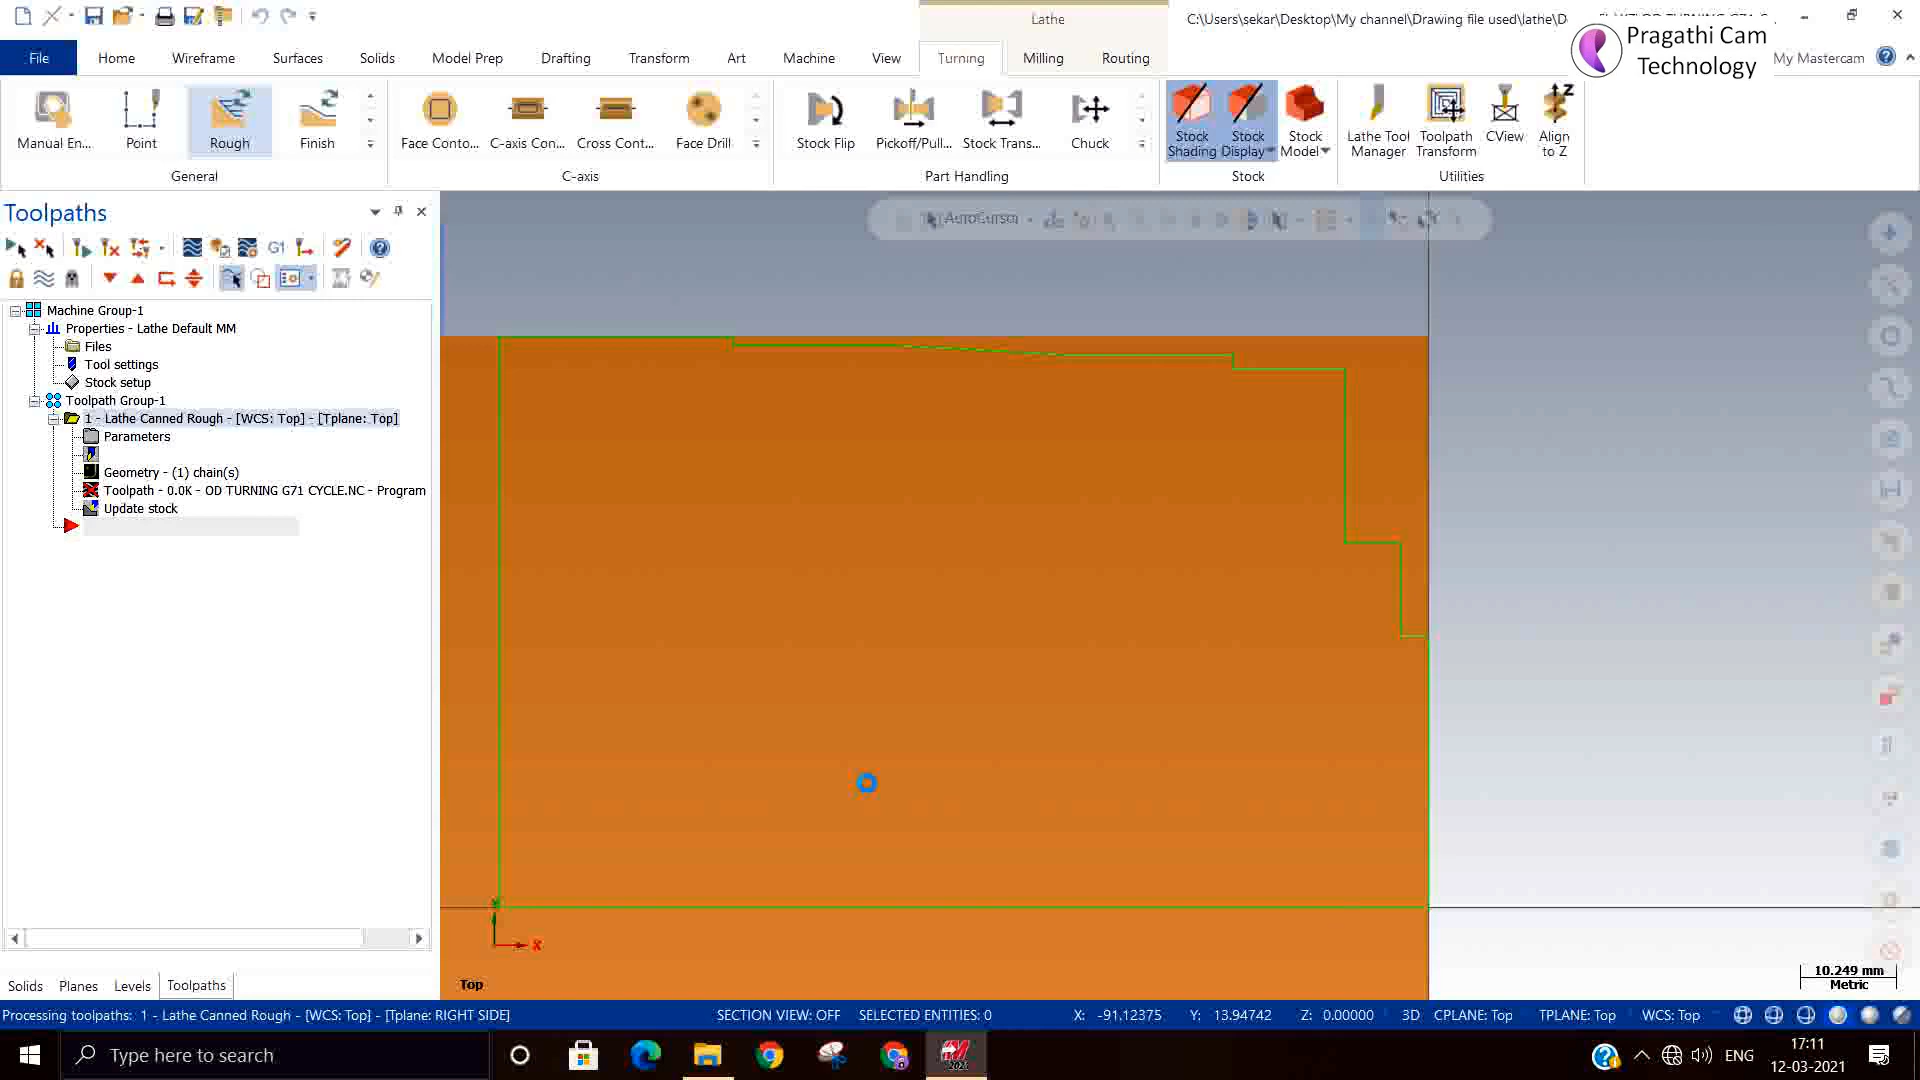 Lathe
C:\Users\sekar\Desktop\My channel\Drawing file used\lathe\D
Pragathi Cam
Technology
File
Home
Wireframe
Surfaces
Solids
Model Prep
Drafting
Transform
Art
Machine
View
Turning
Milling
Routing
My Mastercam
Manual En...
Point
Rough
Finish
Face Conto...
C-axis Con...
Cross Cont...
Face Drill
Stock Flip
Pickoff/Pull...
Stock Trans...
Chuck
Stock
Shading
Stock
Display
Stock
Model
Lathe Tool
Manager
Toolpath
Transform
CView
Align
to Z
General
C-axis
Part Handling
Stock
Utilities
Toolpaths
AutoCursor
G1
Machine Group-1
Properties - Lathe Default MM
Files
Tool settings
Stock setup
Toolpath Group-1
1 - Lathe Canned Rough - [WCS: Top] - [Tplane: Top]
Parameters
Geometry - (1) chain(s)
Toolpath - 0.0K - OD TURNING G71 CYCLE.NC - Program
Update stock
X
Top
10.249 mm
Metric
Solids
Planes
Levels
Toolpaths
Processing toolpaths: 1 - Lathe Canned Rough - [WCS: Top] - [Tplane: RIGHT SIDE]
SECTION VIEW: OFF
SELECTED ENTITIES: 0
X: -91.12375
Y: 13.94742
Z: 0.00000
3D
CPLANE: Top
TPLANE: Top
WCS: Top
Type here to search
2021
ENG
17:11
12-03-2021